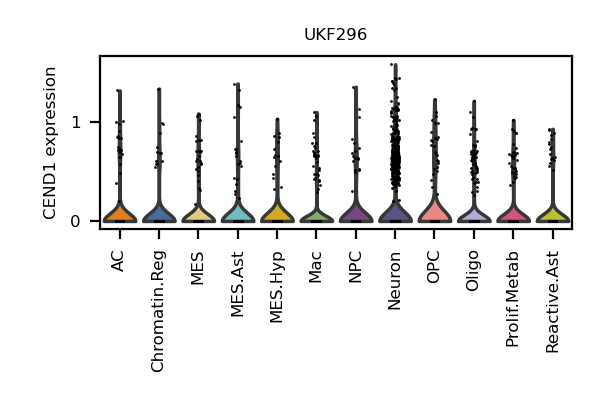 UKF296
CEND1 expression
1
0
AC
Chromatin.Reg
MES
MES.Ast
MES.Hyp
Mac
NPC
Neuron
OPC
Oligo
Prolif.Metab
Reactive.Ast